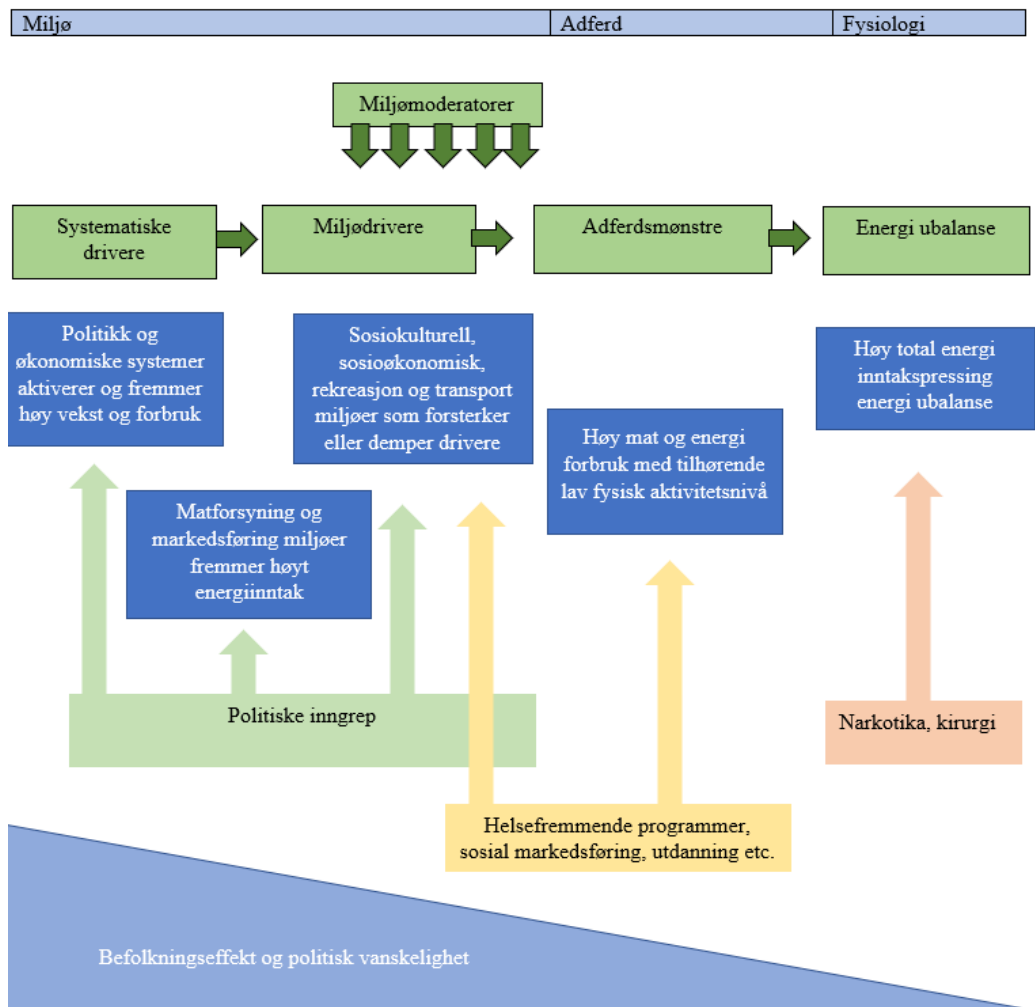 Miljø
Adferd
Fysiologi
Miljømoderatorer
Systematiske
drivere
Miljødrivere
Adferdsmønstre
Energi ubalanse
Politikk og
økonomiske systemer
aktiverer og fremmer
høy vekst og forbruk
Sosiokulturell,
sosioøkonomisk,
rekreasjon og transport
miljøer som forsterker
eller demper drivere
Høy total energi
inntakspressing
energi ubalanse
Høy mat og energi
forbruk med tilhørende
lav fysisk aktivitetsnivå
Matforsyning og
markedsføring miljøer
fremmer høyt
energiinntak
Politiske inngrep
Narkotika, kirurgi
Helsefremmende programmer,
sosial markedsføring, utdanning etc.
Befolkningseffekt og politisk vanskelighet